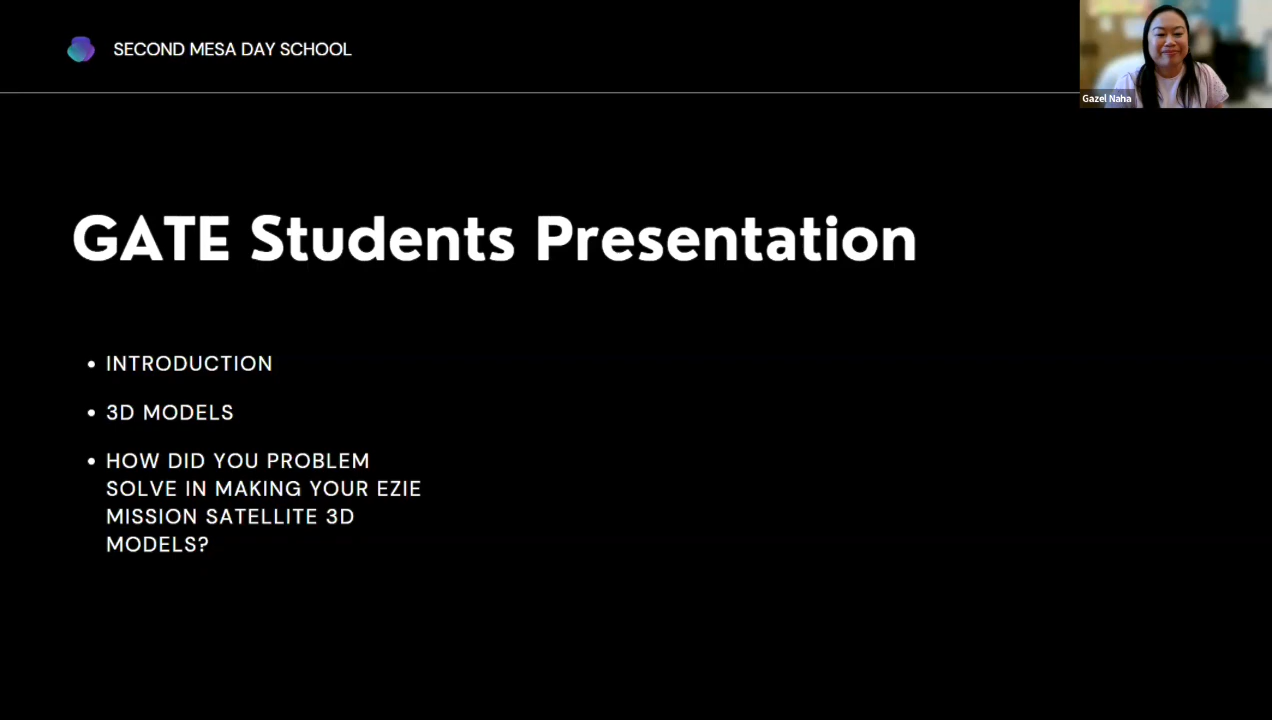 SECOND MESA DAY SCHOOL
Gazel Naha
GATE Students Presentation
• INTRODUCTION
• 3D MODELS
• HOW DID YOU PROBLEM
SOLVE IN MAKING YOUR EZIE
MISSION SATELLITE 3D
MODELS?